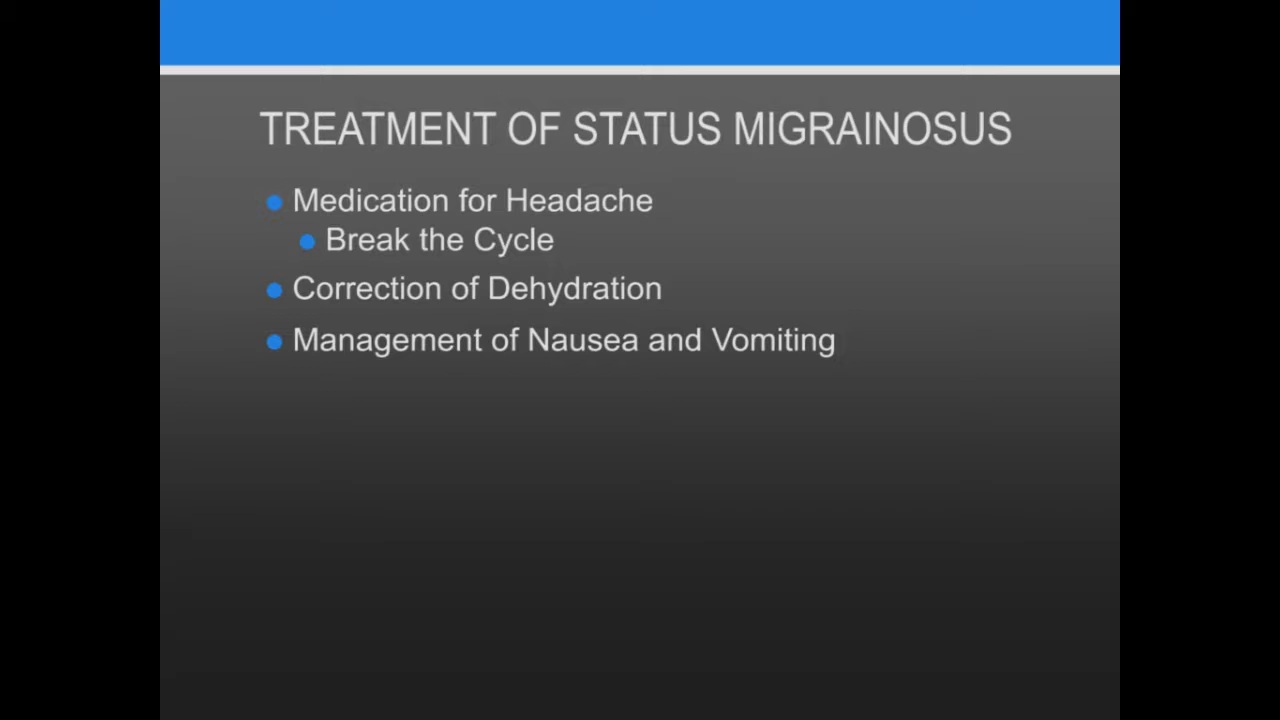 TREATMENT OF STATUS MIGRAINOSUS
Medication for Headache
Break the Cycle
Correction of Dehydration
Management of Nausea and Vomiting